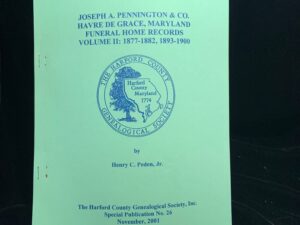 JOSEPH A. PENNINGTON & CO.
HAVRE DE GRACE, MARYLAND
FUNERAL HOME RECORDS
VOLUME II: 1877-1882, 1893-1900
THE HARFORD COUNTY
Harford
County
Maryland
1774
GENEALOGICAL SOCIETY
by
Henry C. Peden, Jr.
The Harford County Genealogical Society, Inc.
Special Publication No. 26
November, 2001